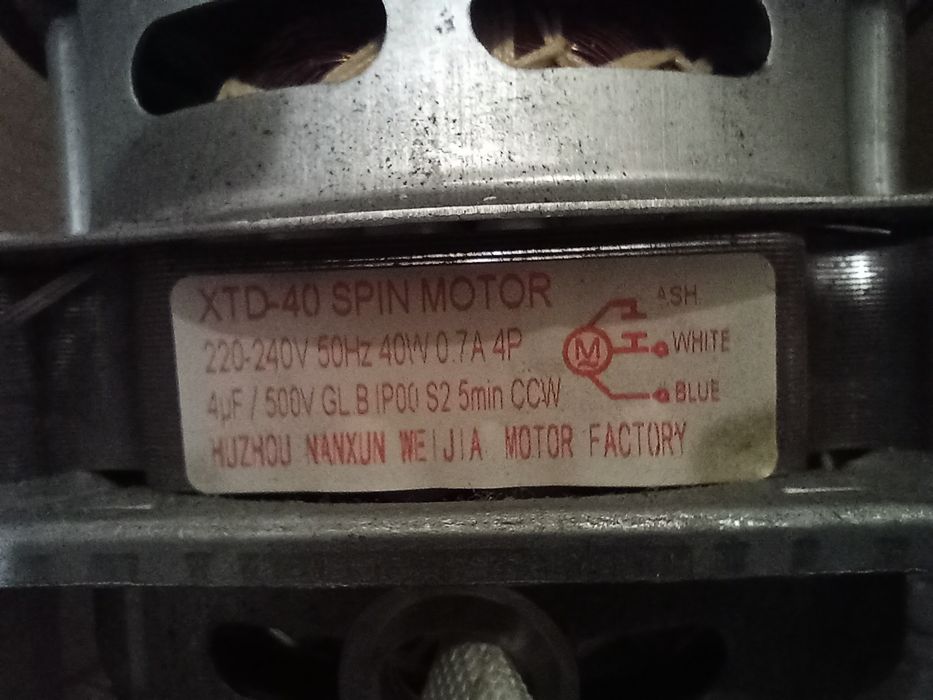 XTD-40 SPIN MOTOR
220-240V 50Hz 40W 0.7A 4P
4μF / 500V GL.B IP00 S2 5min CCW
HUZHOU NANXUN WEIJIA MOTOR FACTORY
M
ASH
WHITE
BLUE